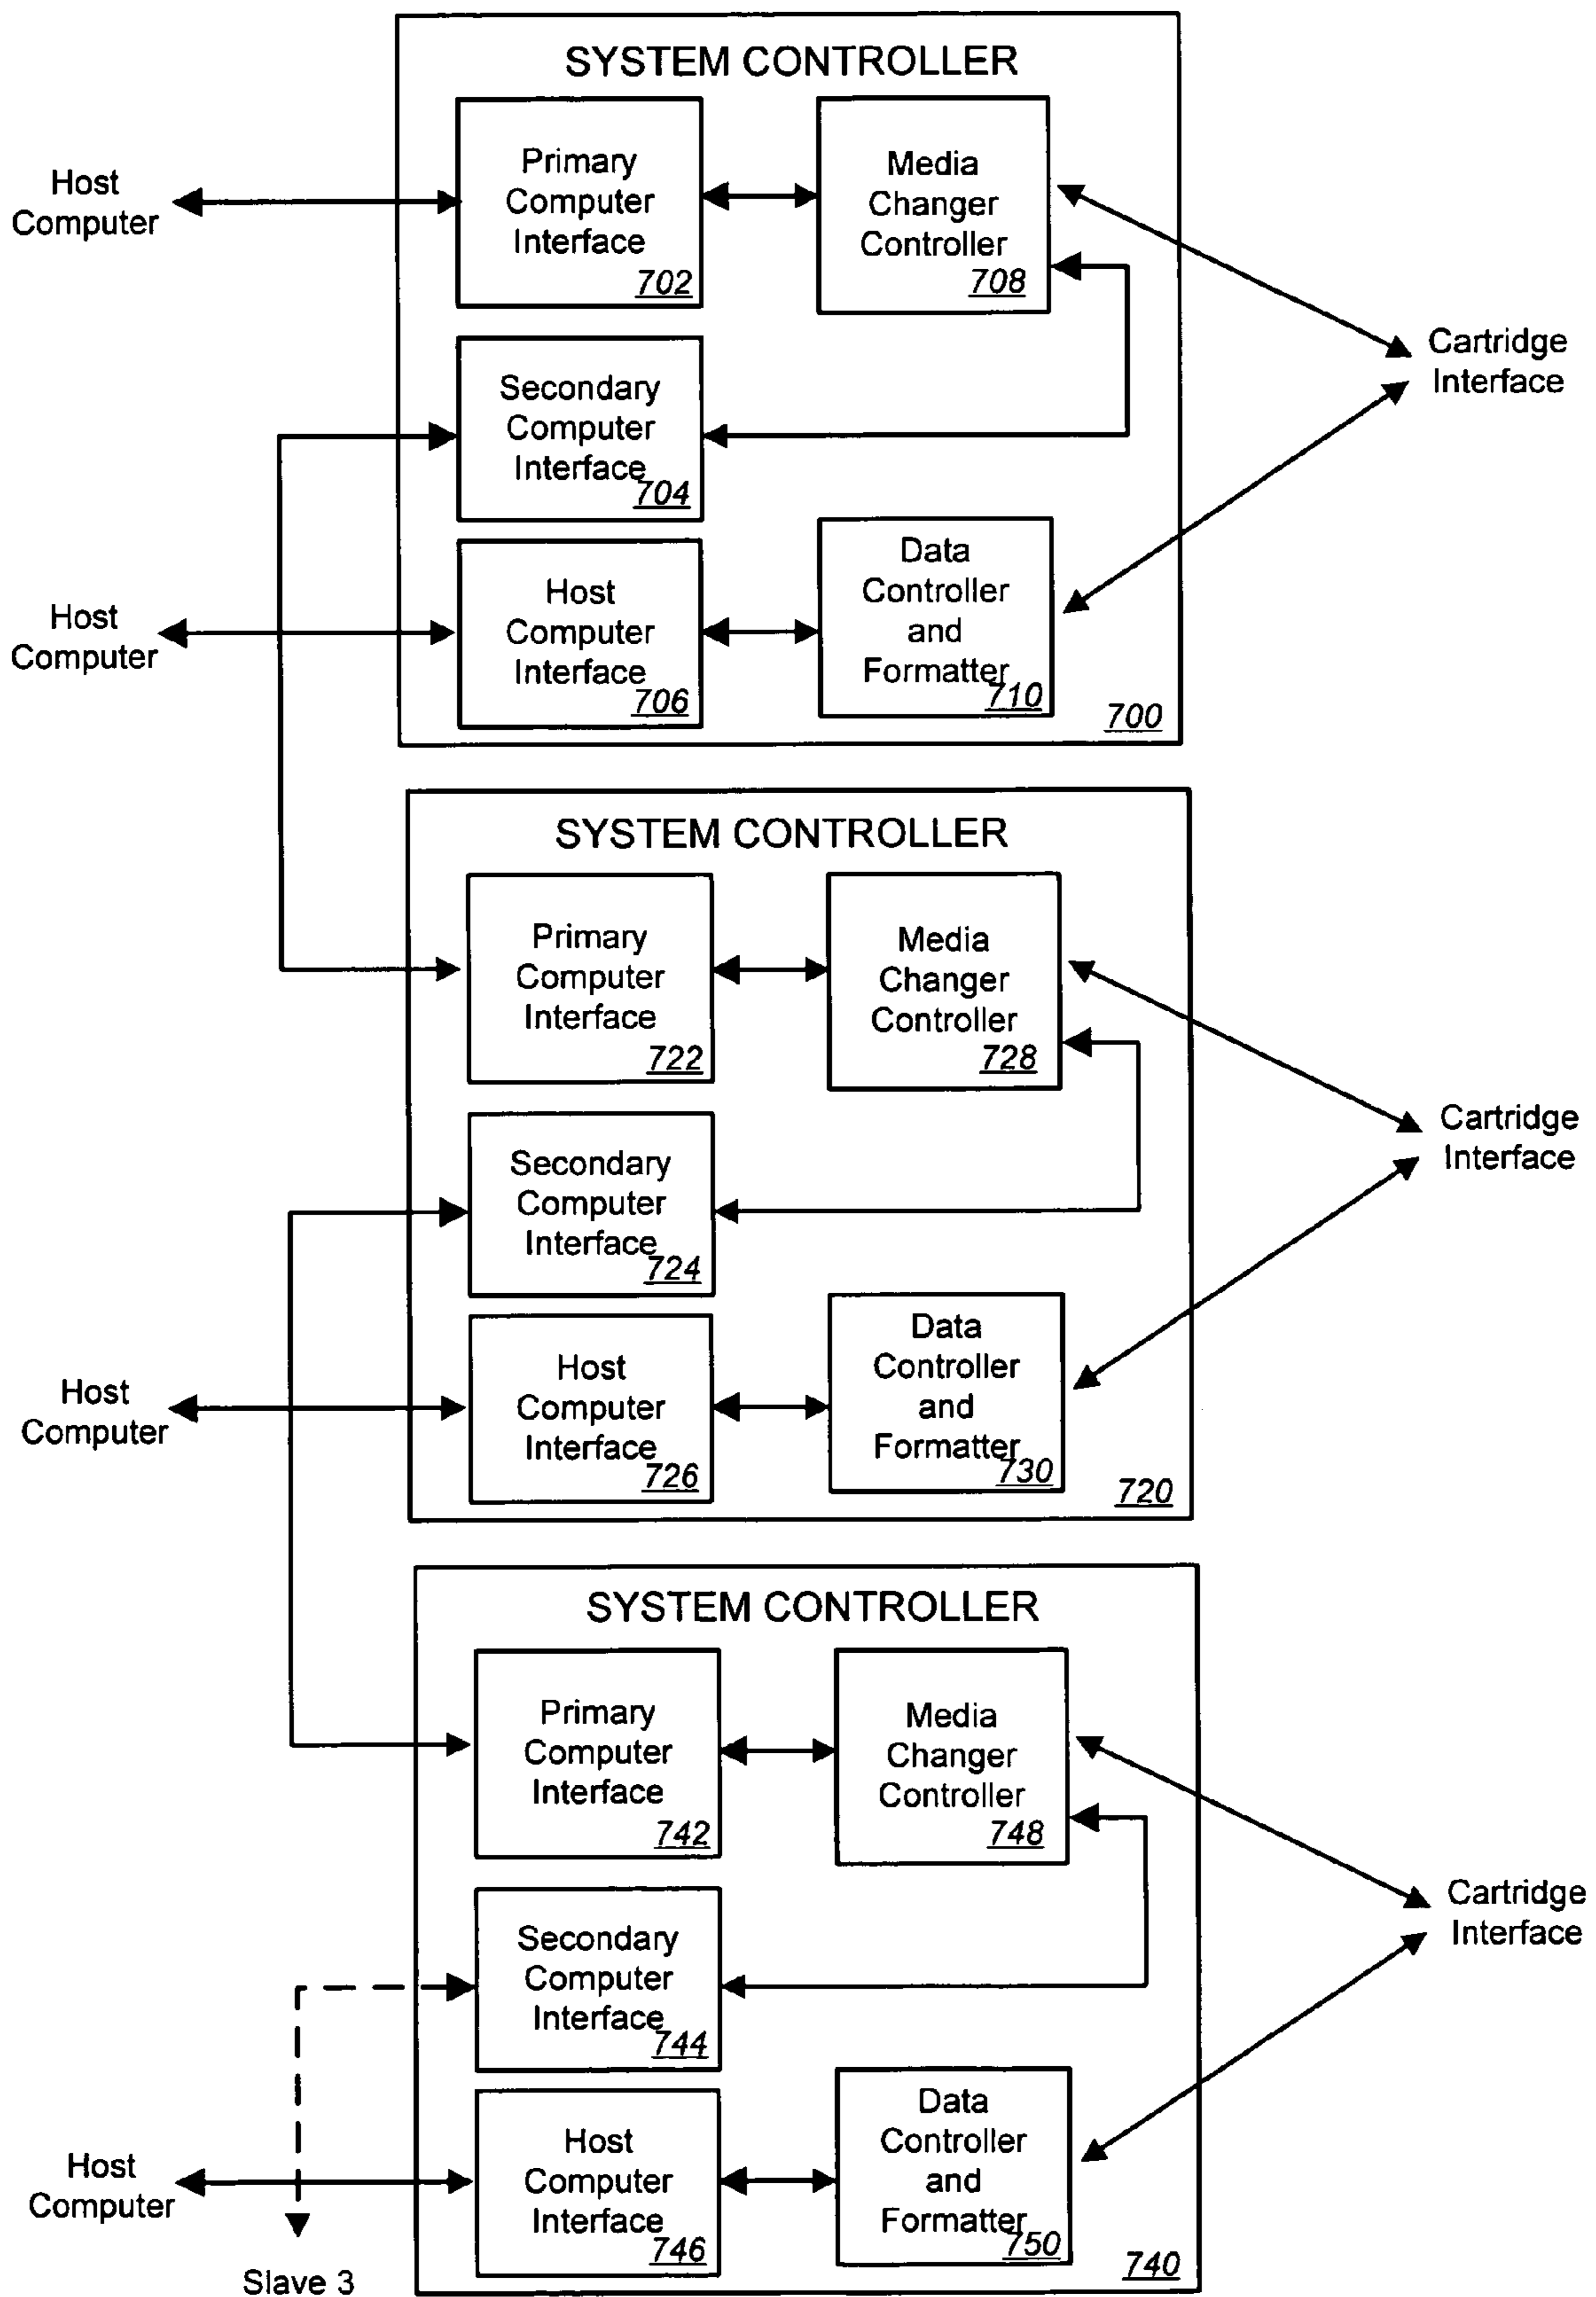 SYSTEM CONTROLLER
Host
Computer
Primary
Computer
Interface
702
Media
Changer
Controller
708
Cartridge
Interface
Secondary
Computer
Interface
704
Host
Computer
Host
Computer
Interface
706
Data
Controller
and
Formatter
710
700
SYSTEM CONTROLLER
Primary
Computer
Interface
722
Media
Changer
Controller
728
Cartridge
Interface
Secondary
Computer
Interface
724
Host
Computer
Host
Computer
Interface
726
Data
Controller
and
Formatter
730
720
SYSTEM CONTROLLER
Primary
Computer
Interface
742
Media
Changer
Controller
748
Cartridge
Interface
Secondary
Computer
Interface
744
Host
Computer
Host
Computer
Interface
746
Data
Controller
and
Formatter
750
740
Slave 3